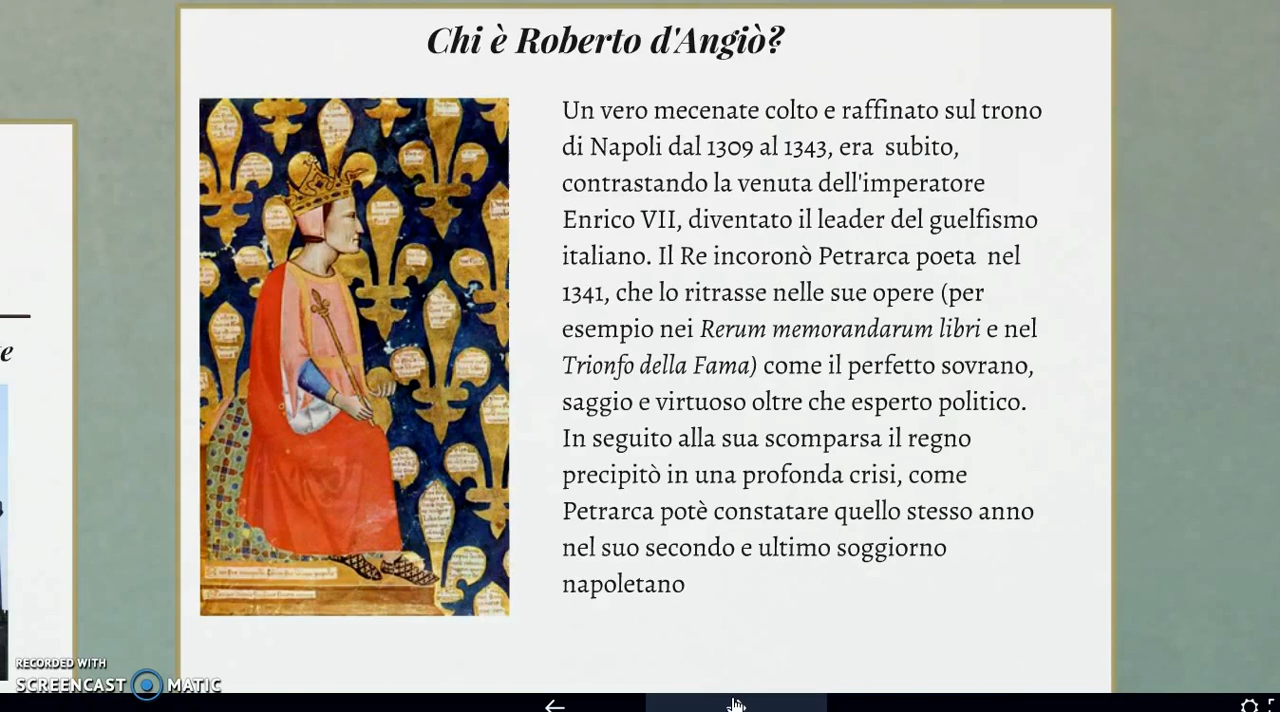 Chi è Roberto d'Angiò?
Un vero mecenate colto e raffinato sul trono
di Napoli dal 1309 al 1343, era subito,
contrastando la venuta dell'imperatore
Enrico VII, diventato il leader del guelfismo
italiano. Il Re incoronò Petrarca poeta nel
1341, che lo ritrasse nelle sue opere (per
esempio nei Rerum memorandarum libri e nel
Trionfo della Fama) come il perfetto sovrano,
saggio e virtuoso oltre che esperto politico.
In seguito alla sua scomparsa il regno
precipitò in una profonda crisi, come
Petrarca potè constatare quello stesso anno
nel suo secondo e ultimo soggiorno
napoletano
RECORDED WITH
SCREENCAST MATIC